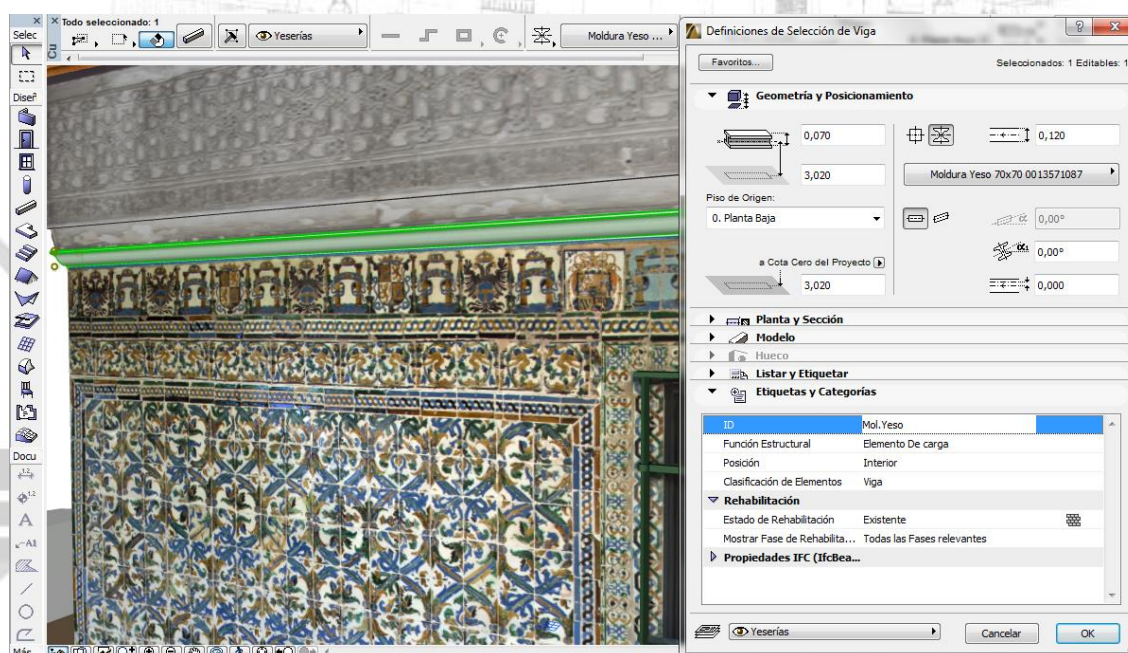 Todo seleccionado: 1
Selec
Diseñ
Docu
A1
Más
Cu
Yeserías
Moldura Yeso ...
Definiciones de Selección de Viga
Favoritos...
Seleccionados: 1 Editables: 1
Geometría y Posicionamiento
0,070
0,120
3,020
Moldura Yeso 70x70 0013571087
Piso de Origen:
0. Planta Baja
α 0,00°
α1 0,00°
a Cota Cero del Proyecto
3,020
0,000
Planta y Sección
Modelo
Hueco
Listar y Etiquetar
Etiquetas y Categorías
ID Mol.Yeso
Función Estructural Elemento De carga
Posición Interior
Clasificación de Elementos Viga
Rehabilitación
Estado de Rehabilitación Existente
Mostrar Fase de Rehabilita... Todas las Fases relevantes
Propiedades IFC (IfcBea...
Yeserías
Cancelar
OK